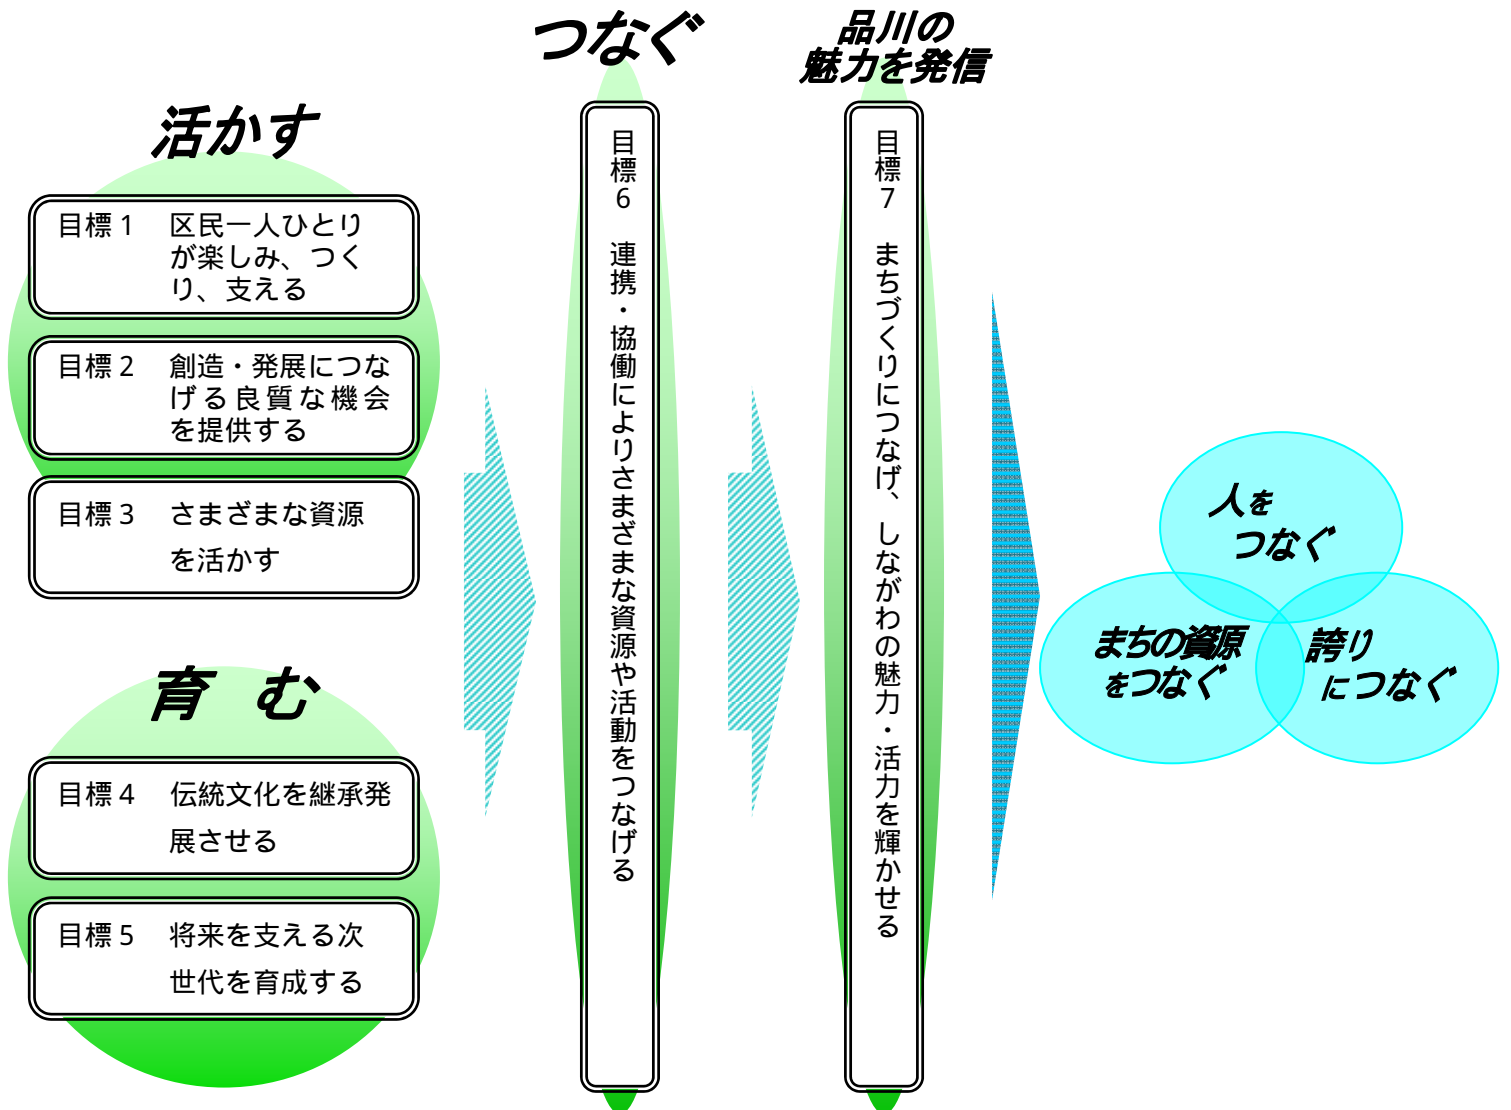 活かす
目標1 区民一人ひとり
が楽しみ、つく
り、支える
目標2 創造・発展につな
げる良質な機会
を提供する
目標3 さまざまな資源
を活かす
育む
目標4 伝統文化を継承発
展させる
目標5 将来を支える次
世代を育成する
つなぐ
目標6 連携・協働によりさまざまな資源や活動をつなげる
品川の
魅力を発信
目標7 まちづくりにつなげ、しながわの魅力・活力を輝かせる
人を
つなぐ
まちの資源
をつなぐ
誇り
につなぐ